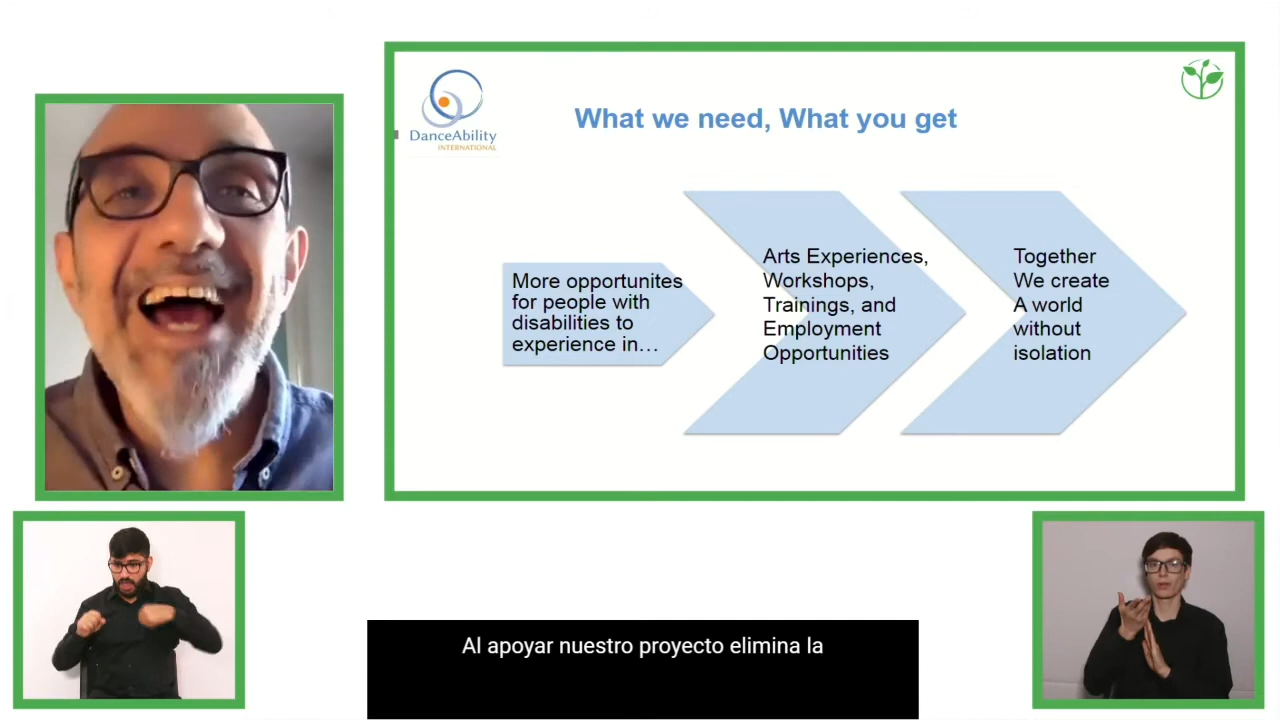 DanceAbility
INTERNATIONAL
What we need, What you get
More opportunites
for people with
disabilities to
experience in…
Arts Experiences,
Workshops,
Trainings, and
Employment
Opportunities
Together
We create
A world
without
isolation
Al apoyar nuestro proyecto elimina la